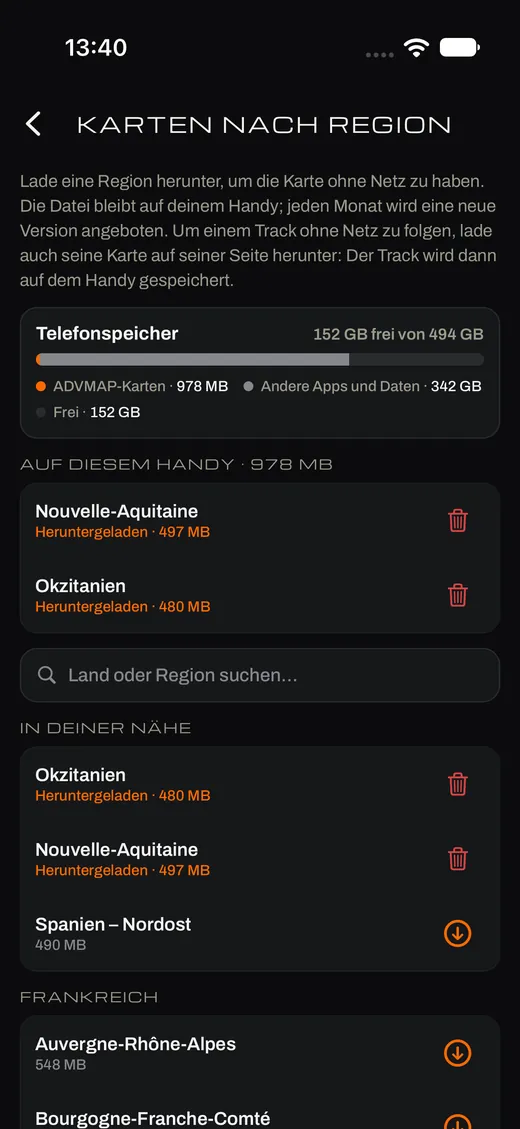 13:40
KARTEN NACH REGION
Lade eine Region herunter, um die Karte ohne Netz zu haben.
Die Datei bleibt auf deinem Handy; jeden Monat wird eine neue
Version angeboten. Um einem Track ohne Netz zu folgen, lade
auch seine Karte auf seiner Seite herunter: Der Track wird dann
auf dem Handy gespeichert.
Telefonspeicher 152 GB frei von 494 GB
ADVMAP-Karten · 978 MB Andere Apps und Daten · 342 GB
Frei · 152 GB
AUF DIESEM HANDY · 978 MB
Nouvelle-Aquitaine
Heruntergeladen · 497 MB
Okzitanien
Heruntergeladen · 480 MB
Land oder Region suchen...
IN DEINER NÄHE
Okzitanien
Heruntergeladen · 480 MB
Nouvelle-Aquitaine
Heruntergeladen · 497 MB
Spanien – Nordost
490 MB
FRANKREICH
Auvergne-Rhône-Alpes
548 MB
Bourgogne-Franche-Comté